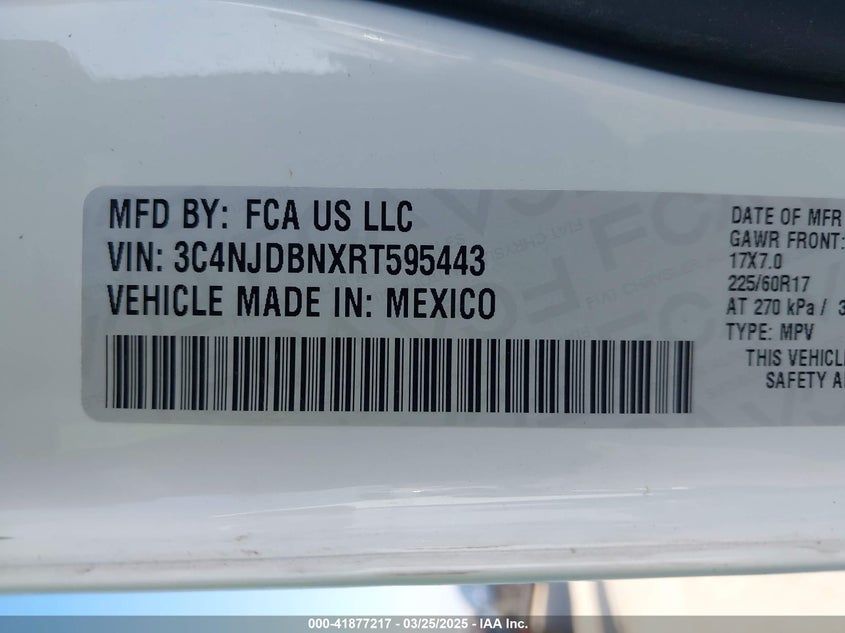 MFD BY: FCA US LLC
VIN: 3C4NJDBNXRT595443
VEHICLE MADE IN: MEXICO
DATE OF MFR
GAWR FRONT:
17X7.0
225/60R17
AT 270 kPa / 3
TYPE: MPV
THIS VEHICL
SAFETY A
000-41877217 - 03/25/2025 - IAA Inc.